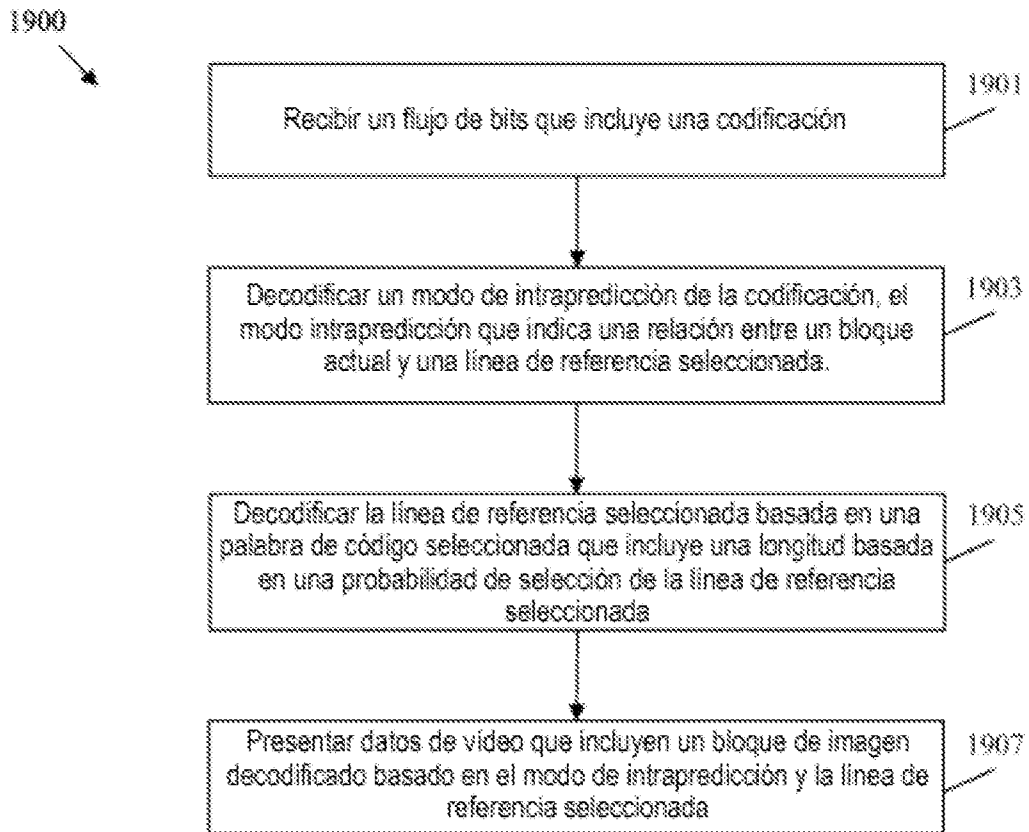 1900
1901
Recibir un flujo de bits que incluye una codificación
1903
Decodificar un modo de intrapredicción de la codificación, el
modo intrapredicción que indica una relación entre un bloque
actual y una línea de referencia seleccionada.
1905
Decodificar la línea de referencia seleccionada basada en una
palabra de código seleccionada que incluye una longitud basada
en una probabilidad de selección de la línea de referencia
seleccionada
1907
Presentar datos de vídeo que incluyen un bloque de imagen
decodificado basado en el modo de intrapredicción y la línea de
referencia seleccionada